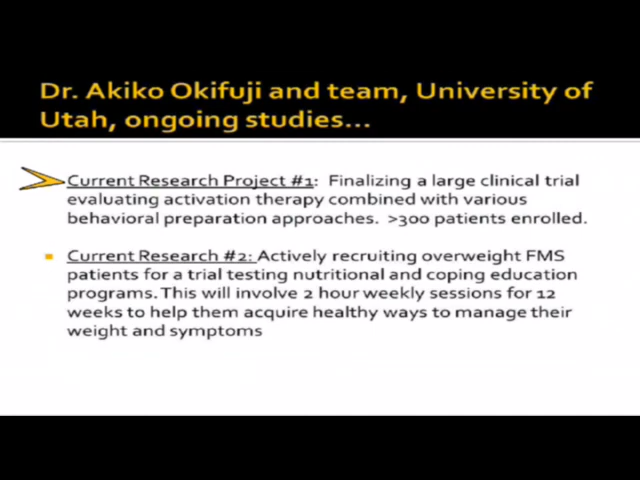 Dr. Akiko Okifuji and team, University of
Utah, ongoing studies...
Current Research Project #1: Finalizing a large clinical trial
evaluating activation therapy combined with various
behavioral preparation approaches. >300 patients enrolled.
Current Research #2: Actively recruiting overweight FMS
patients for a trial testing nutritional and coping education
programs. This will involve 2 hour weekly sessions for 12
weeks to help them acquire healthy ways to manage their
weight and symptoms